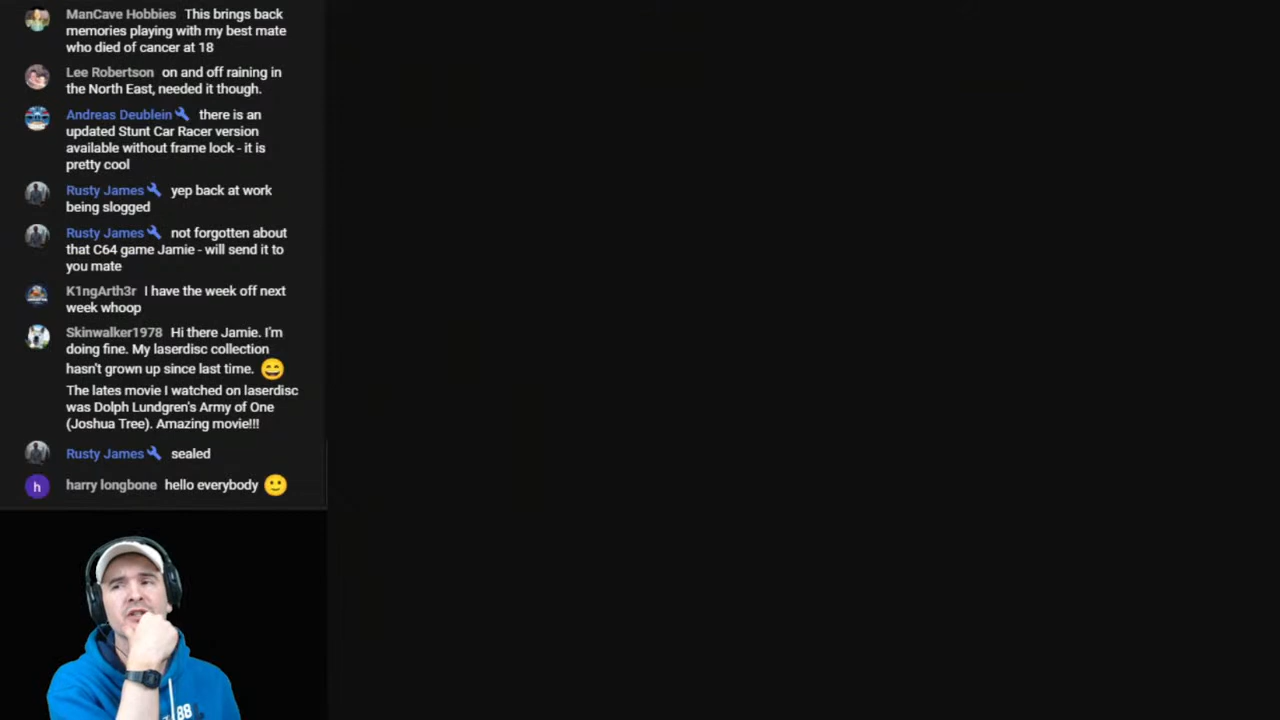 ManCave Hobbies This brings back
memories playing with my best mate
who died of cancer at 18
Lee Robertson on and off raining in
the North East, needed it though.
Andreas Deublein there is an
updated Stunt Car Racer version
available without frame lock - it is
pretty cool
Rusty James yep back at work
being slogged
Rusty James not forgotten about
that C64 game Jamie - will send it to
you mate
K1ngArth3r I have the week off next
week whoop
Skinwalker1978 Hi there Jamie. I'm
doing fine. My laserdisc collection
hasn't grown up since last time. 😄
The lates movie I watched on laserdisc
was Dolph Lundgren's Army of One
(Joshua Tree). Amazing movie!!!
Rusty James sealed
h harry longbone hello everybody 🙂
88